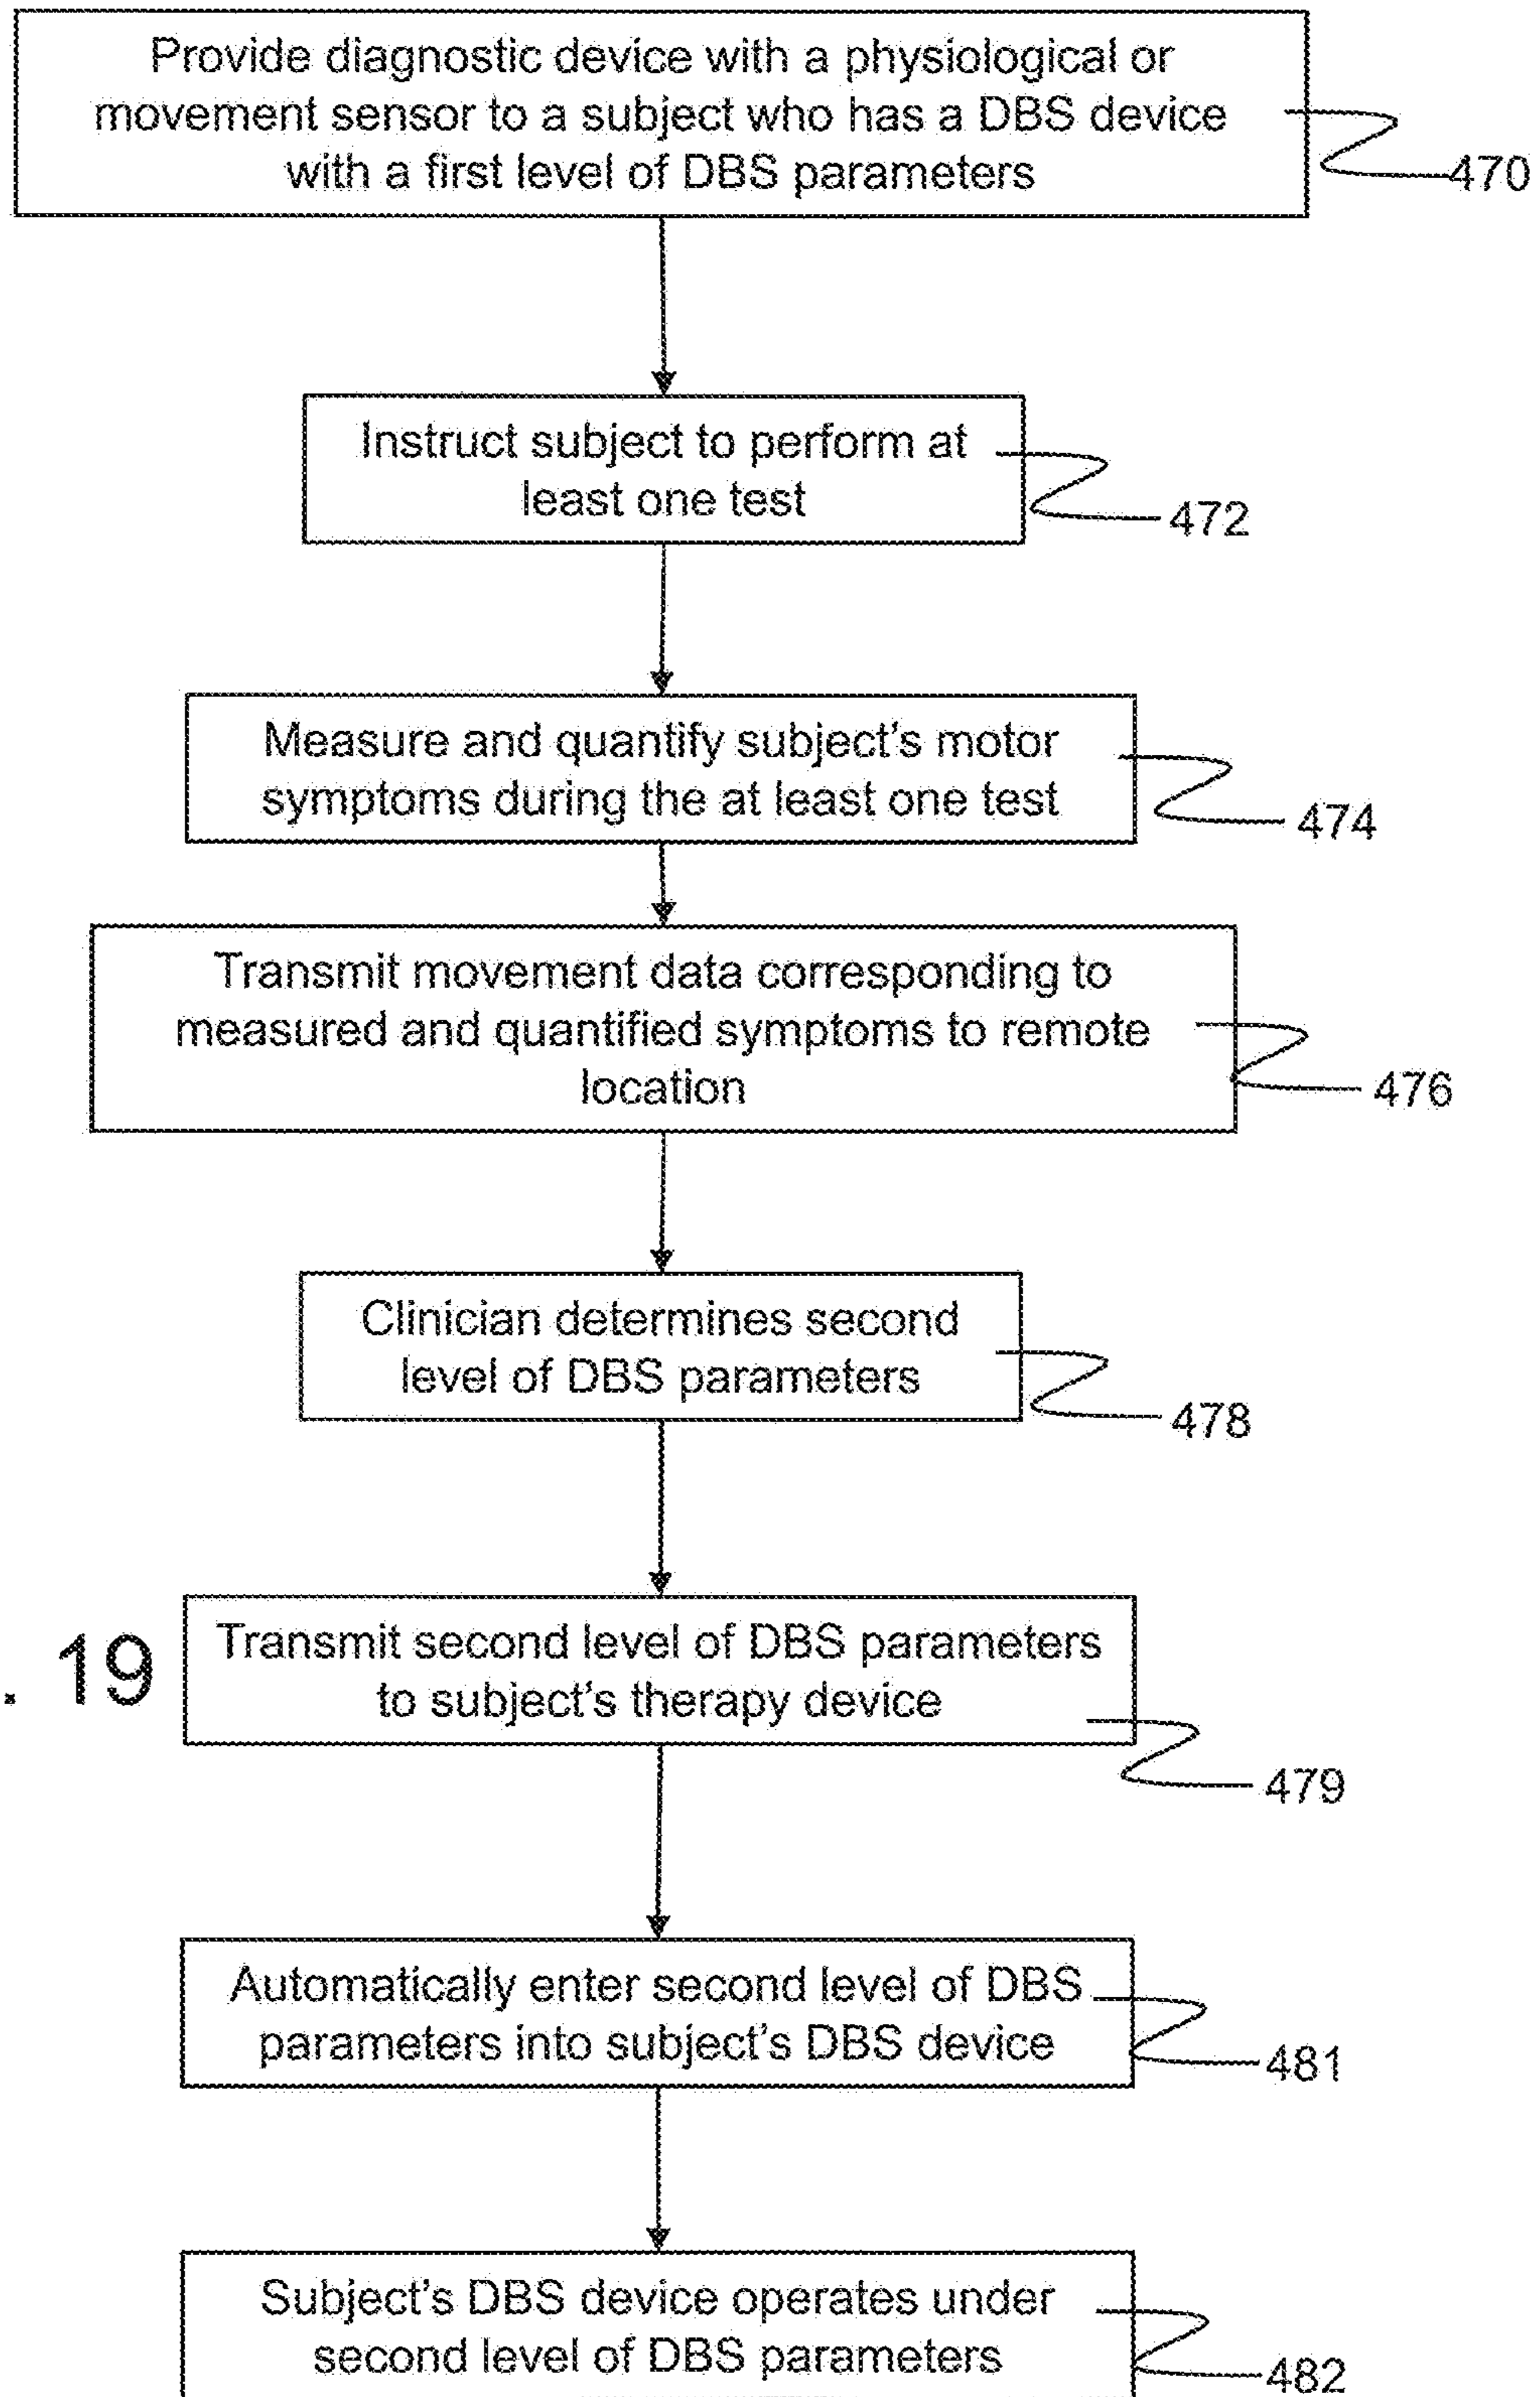 Provide diagnostic device with a physiological or
movement sensor to a subject who has a DBS device
with a first level of DBS parameters
470
Instruct subject to perform at
least one test
472
Measure and quantify subject's motor
symptoms during the at least one test
474
Transmit movement data corresponding to
measured and quantified symptoms to remote
location
476
Clinician determines second
level of DBS parameters
478
. 19
Transmit second level of DBS parameters
to subject's therapy device
479
Automatically enter second level of DBS
parameters into subject's DBS device
481
Subject's DBS device operates under
second level of DBS parameters
482